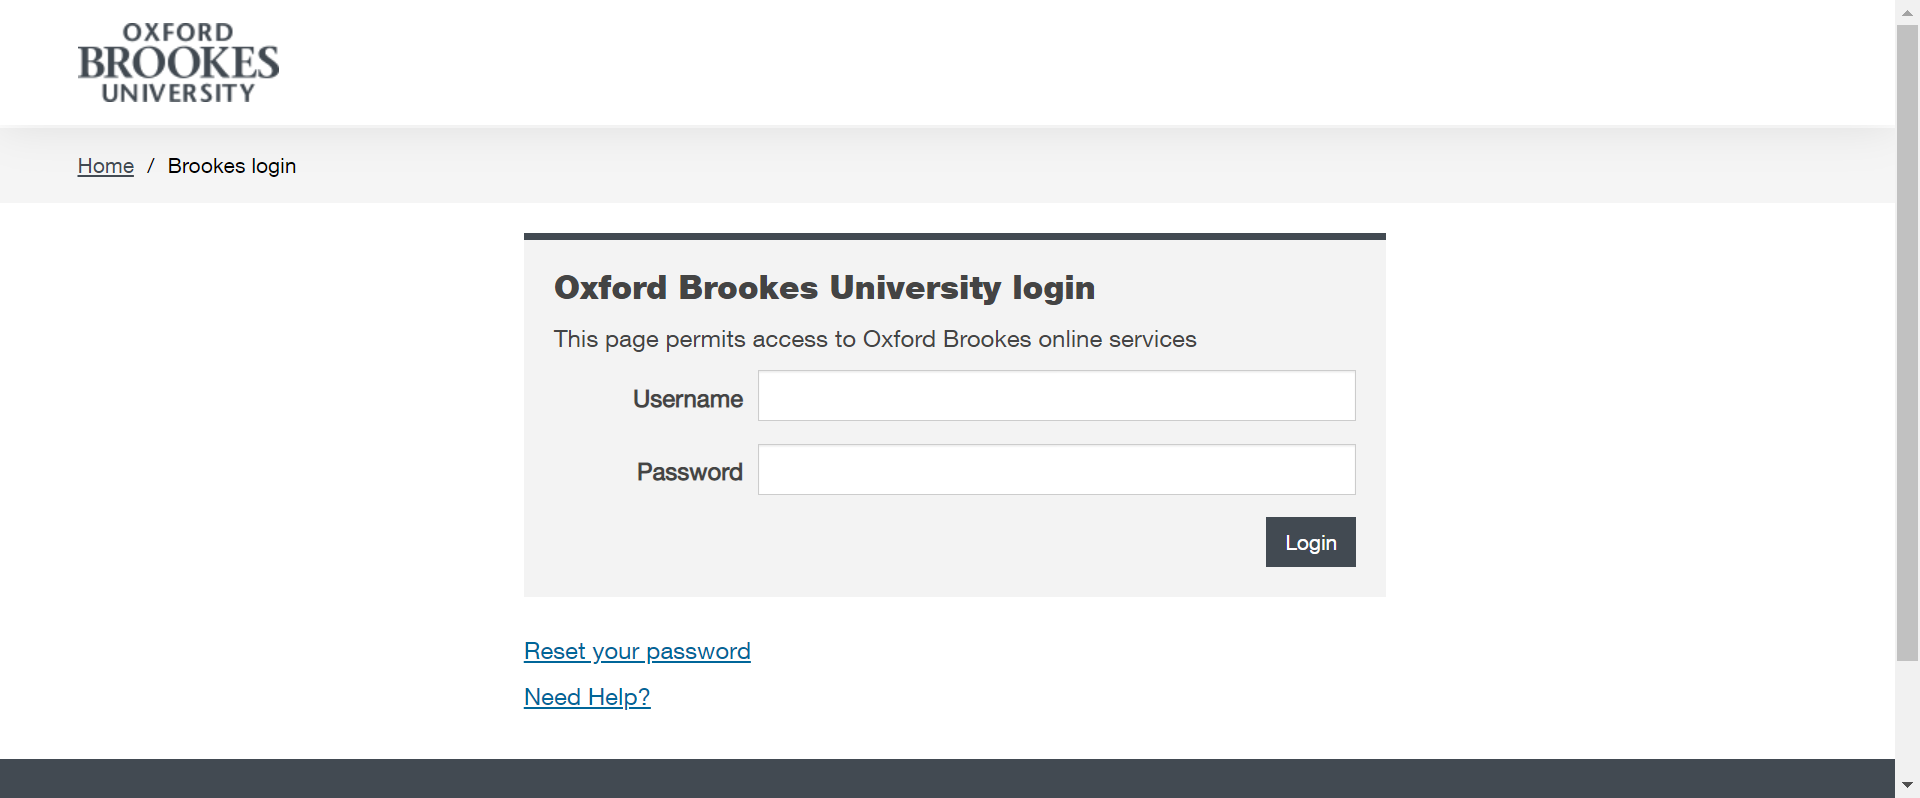 OXFORD
BROOKES
UNIVERSITY
Home / Brookes login
Oxford Brookes University login
This page permits access to Oxford Brookes online services
Username
Password
Login
Reset your password
Need Help?